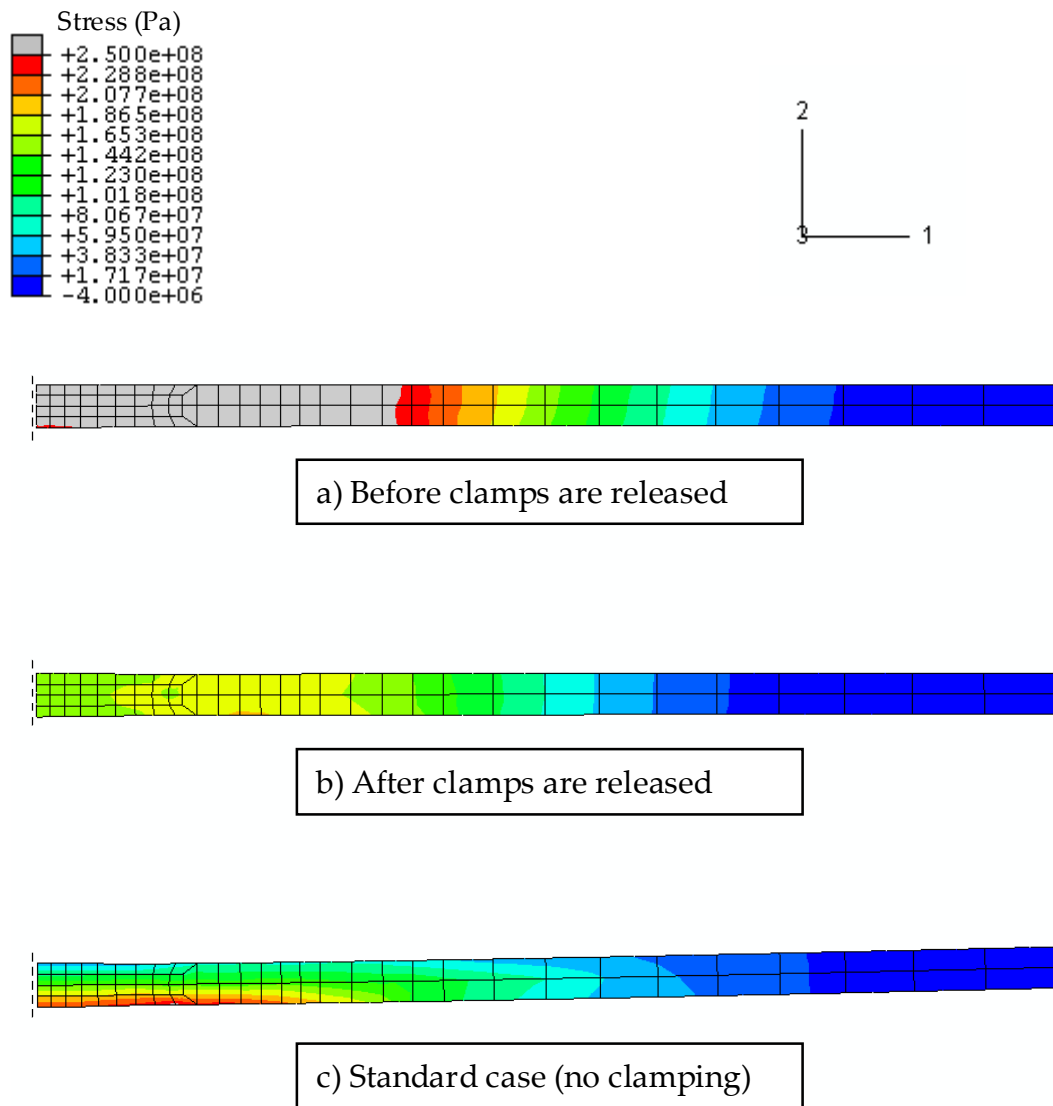 Stress (Pa)
+2.500e+08
+2.288e+08
+2.077e+08
+1.865e+08
+1.653e+08
+1.442e+08
+1.230e+08
+1.018e+08
+8.067e+07
+5.950e+07
+3.833e+07
+1.717e+07
-4.000e+06
2
3
1
a) Before clamps are released
b) After clamps are released
c) Standard case (no clamping)